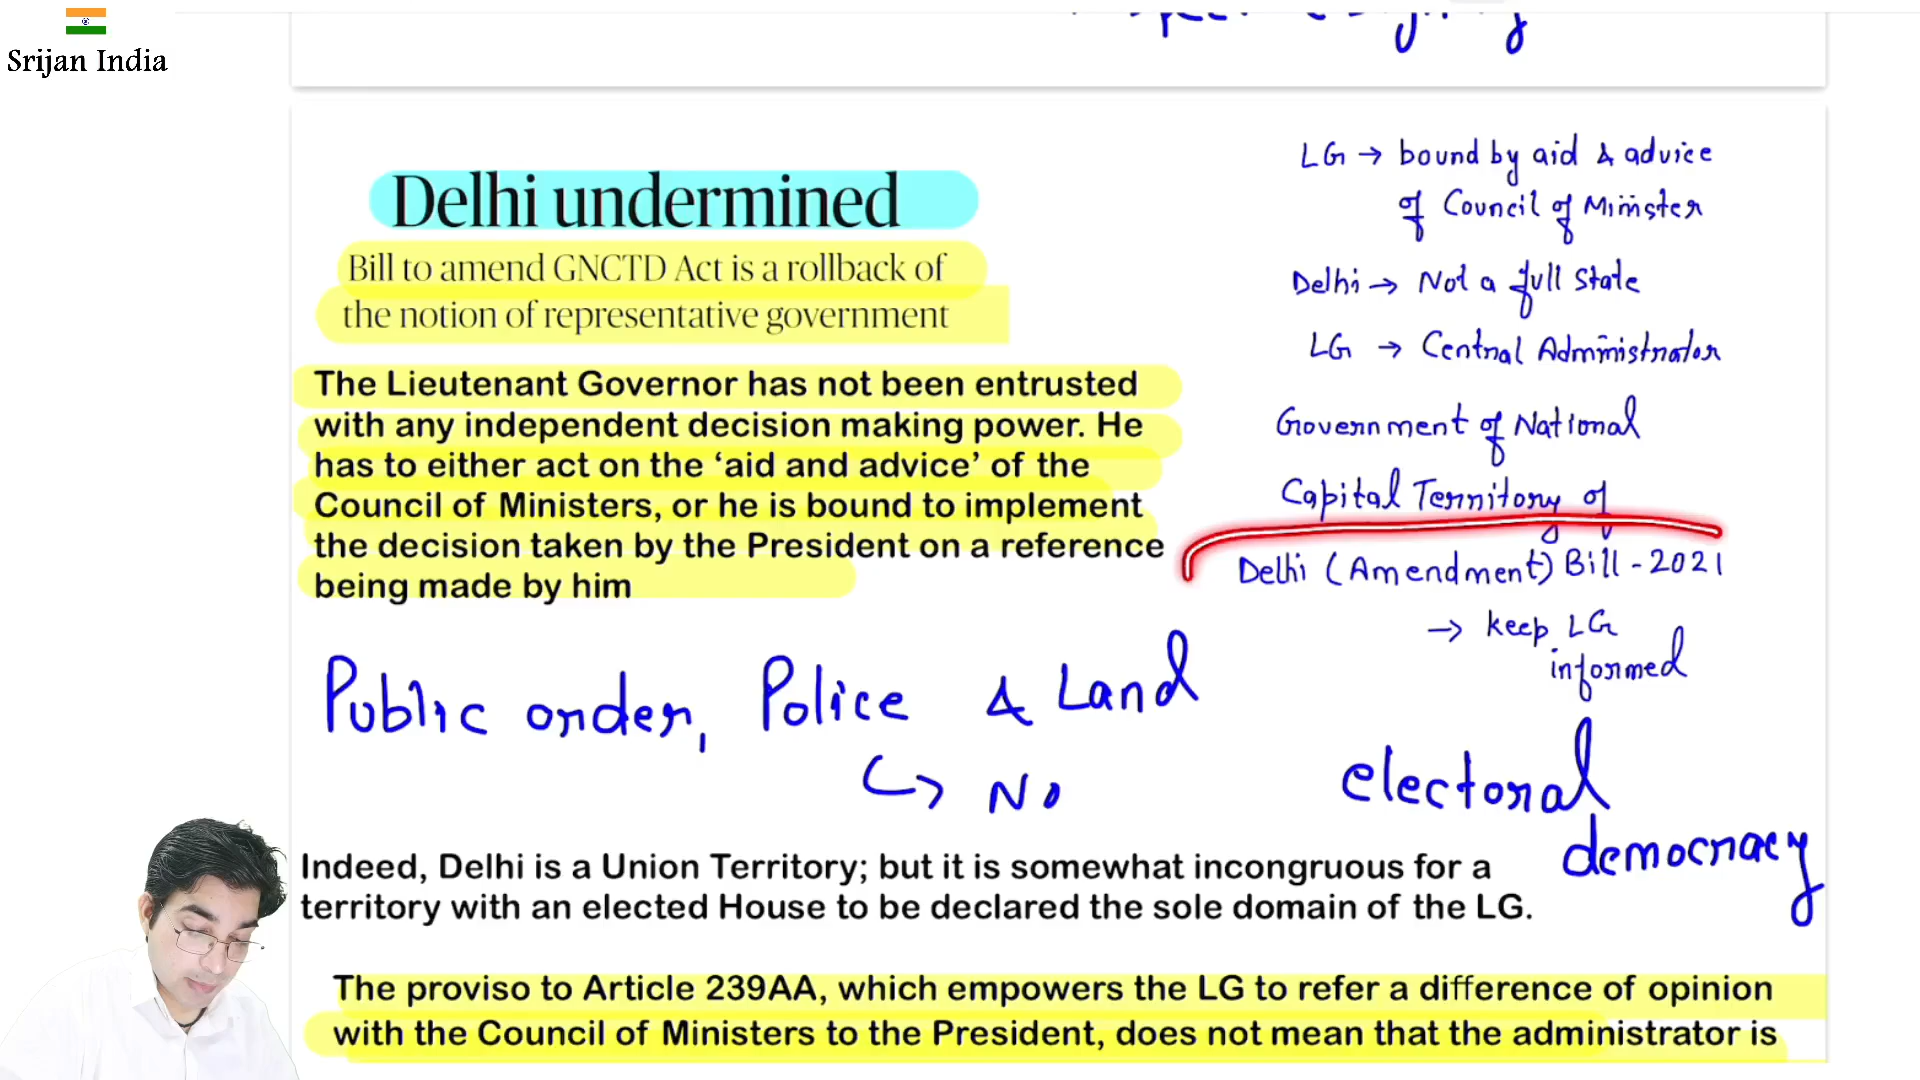 Srijan India
Delhi undermined
Bill to amend GNCTD Act is a rollback of
the notion of representative government
The Lieutenant Governor has not been entrusted
with any independent decision making power. He
has to either act on the ‘aid and advice’ of the
Council of Ministers, or he is bound to implement
the decision taken by the President on a reference
being made by him
Public order, Police & Land
↳ No
LG → bound by aid & advice
of Council of Minister
Delhi → Not a full State
LG → Central Administrator
Government of National
Capital Territory of
Delhi (Amendment) Bill - 2021
→ keep LG
informed
electoral
democracy
Indeed, Delhi is a Union Territory; but it is somewhat incongruous for a
territory with an elected House to be declared the sole domain of the LG.
The proviso to Article 239AA, which empowers the LG to refer a difference of opinion
with the Council of Ministers to the President, does not mean that the administrator is